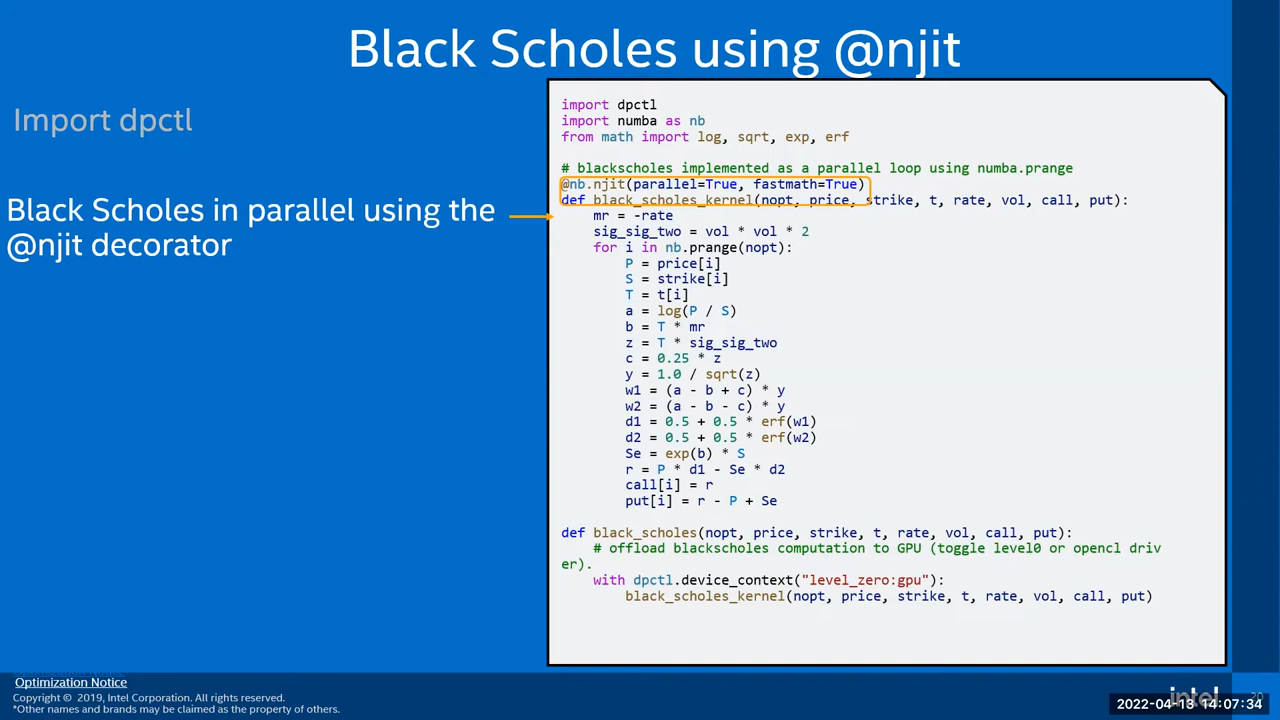 Black Scholes using @njit
Import dpctl
Black Scholes in parallel using the
@njit decorator
import dpctl
import numba as nb
from math import log, sqrt, exp, erf
# blackscholes implemented as a parallel loop using numba.prange
@nb.njit(parallel=True, fastmath=True)
def black_scholes_kernel(nopt, price, strike, t, rate, vol, call, put):
    mr = -rate
    sig_sig_two = vol * vol * 2
    for i in nb.prange(nopt):
        P = price[i]
        S = strike[i]
        T = t[i]
        a = log(P / S)
        b = T * mr
        z = T * sig_sig_two
        c = 0.25 * z
        y = 1.0 / sqrt(z)
        w1 = (a - b + c) * y
        w2 = (a - b - c) * y
        d1 = 0.5 + 0.5 * erf(w1)
        d2 = 0.5 + 0.5 * erf(w2)
        Se = exp(b) * S
        r = P * d1 - Se * d2
        call[i] = r
        put[i] = r - P + Se
def black_scholes(nopt, price, strike, t, rate, vol, call, put):
    # offload blackscholes computation to GPU (toggle level0 or opencl driv
er).
    with dpctl.device_context("level_zero:gpu"):
        black_scholes_kernel(nopt, price, strike, t, rate, vol, call, put)
Optimization Notice
Copyright © 2019, Intel Corporation. All rights reserved.
*Other names and brands may be claimed as the property of others.
intel
20
2022-04-13 14:07:34